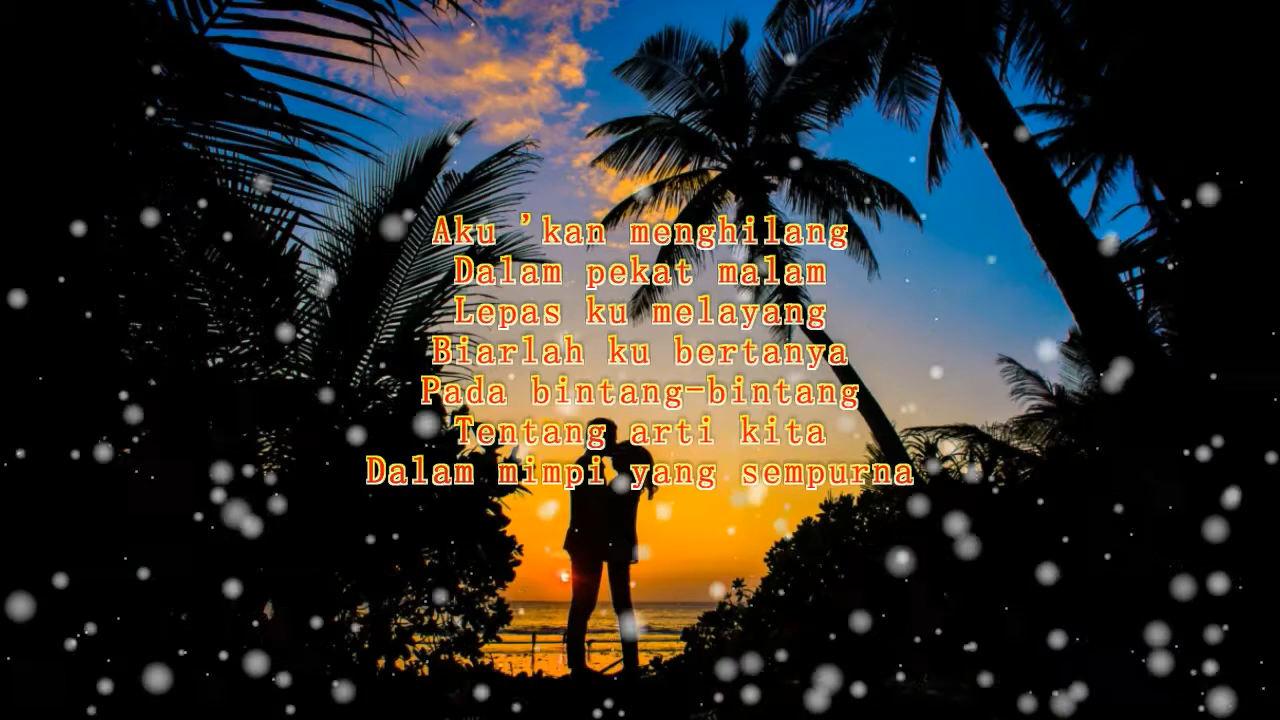 Aku ’kan menghilang
Dalam pekat malam
Lepas ku melayang
Biarlah ku bertanya
Pada bintang-bintang
Tentang arti kita
Dalam mimpi yang sempurna